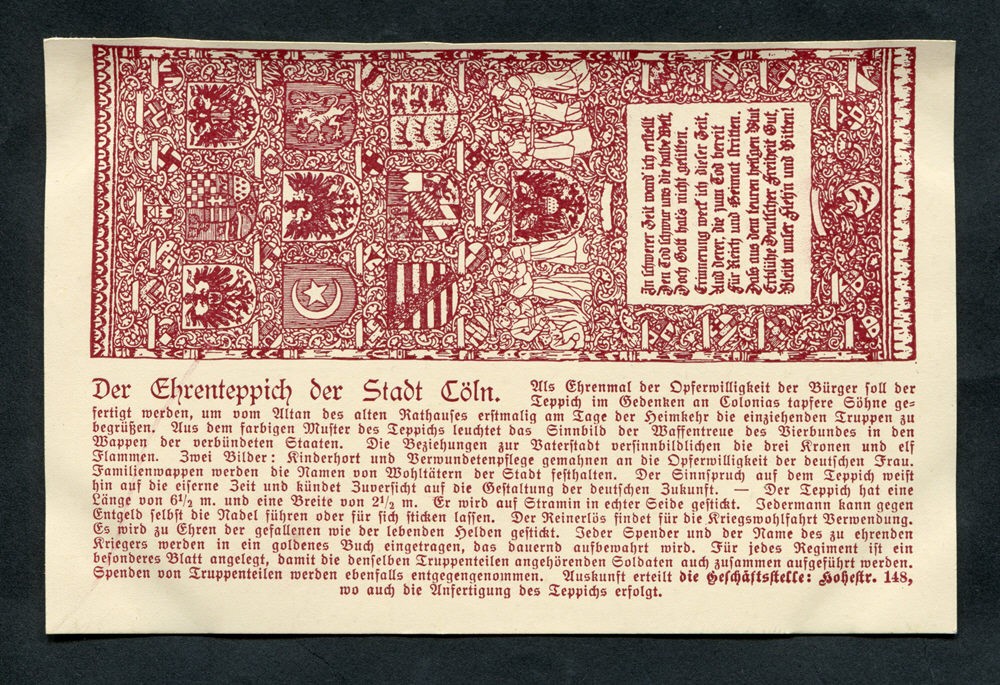 In schwerer Zeit ward ich erstellt
Den Tod schwur uns die halbe Welt,
Doch Gott hats nicht gelitten.
Erinnerung werk' ich dieser Zeit,
Und derer, die zum Tod bereit
Für Reich und Heimat stritten.
Daß aus dem teuren heilgen Blut
Erblühe Deutscher Freiheit Gut,
Bleibt unser Flehn und Bitten!
Der Ehrenteppich der Stadt Cöln. Als Ehrenmal der Opferwilligkeit der Bürger soll der
Teppich im Gedenken an Colonias tapfere Söhne ge-
fertigt werden, um vom Altan des alten Rathauses erstmalig am Tage der Heimkehr die einziehenden Truppen zu
begrüßen. Aus dem farbigen Muster des Teppichs leuchtet das Sinnbild der Waffentreue des Vierbundes in den
Wappen der verbündeten Staaten. Die Beziehungen zur Vaterstadt versinnbildlichen die drei Kronen und elf
Flammen. Zwei Bilder: Kinderhort und Verwundetenpflege gemahnen an die Opferwilligkeit der deutschen Frau.
Familienwappen werden die Namen von Wohltätern der Stadt festhalten. Der Sinnspruch auf dem Teppich weist
hin auf die eiserne Zeit und kündet Zuversicht auf die Gestaltung der deutschen Zukunft. — Der Teppich hat eine
Länge von 6½ m. und eine Breite von 2½ m. Er wird auf Stramin in echter Seide gestickt. Jedermann kann gegen
Entgeld selbst die Nadel führen oder für sich sticken lassen. Der Reinerlös findet für die Kriegswohlfahrt Verwendung.
Es wird zu Ehren der gefallenen wie der lebenden Helden gestickt. Jeder Spender und der Name des zu ehrenden
Kriegers werden in ein goldenes Buch eingetragen, das dauernd aufbewahrt wird. Für jedes Regiment ist ein
besonderes Blatt angelegt, damit die denselben Truppenteilen angehörenden Soldaten auch zusammen aufgeführt werden.
Spenden von Truppenteilen werden ebenfalls entgegengenommen. Auskunft erteilt die Geschäftsstelle: Hohestr. 148,
wo auch die Anfertigung des Teppichs erfolgt.